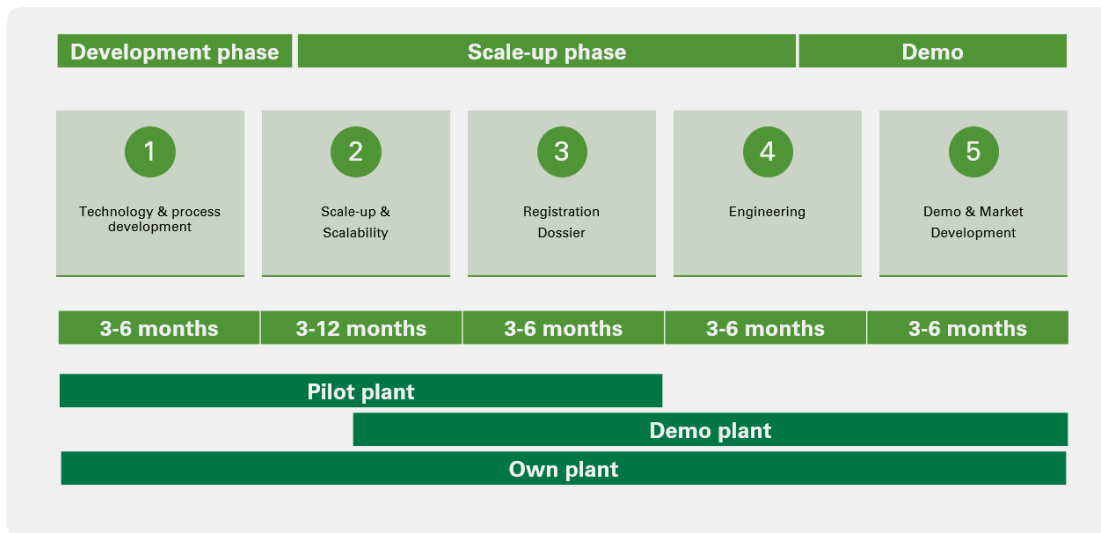 Development phase
Scale-up phase
Demo
1
2
3
4
5
Technology & process
development
Scale-up &
Scalability
Registration
Dossier
Engineering
Demo & Market
Development
3-6 months
3-12 months
3-6 months
3-6 months
3-6 months
Pilot plant
Demo plant
Own plant